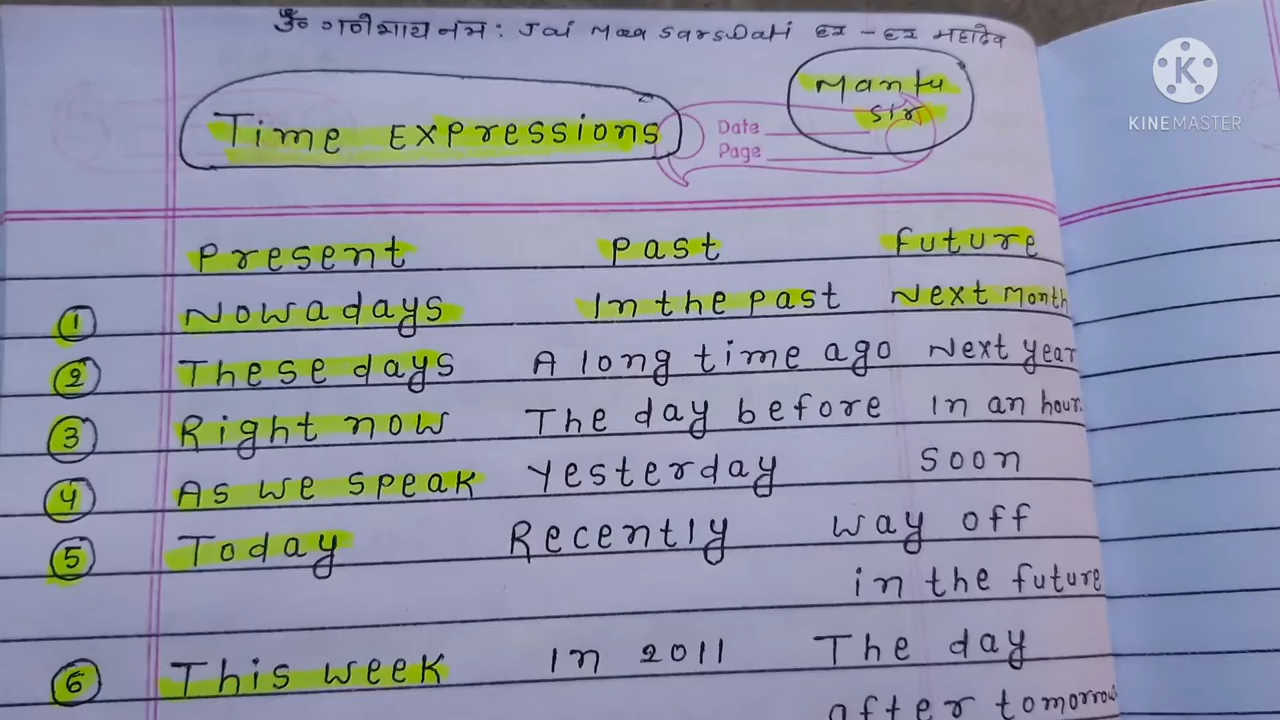 ॐ गणेशाय नम: Jai Maa Sarswati हर - हर महादेव
Time Expressions
Mantu
Sir
KINEMASTER
Date
Page
Present Past Future
1 Nowadays In the past Next Month
2 These days A long time ago Next year
3 Right now The day before In an hour.
4 As we speak Yesterday Soon
5 Today Recently way off
in the future
6 This week In 2011 The day
after tomorrow